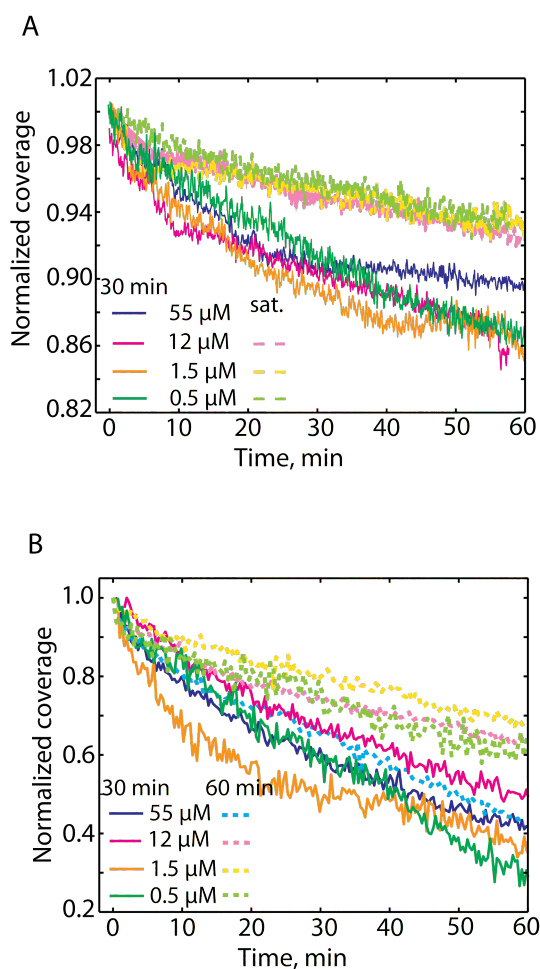 A
Normalized coverage
1.02
0.98
0.94
0.90
0.86
0.82
30 min
sat.
55 μM
12 μM
1.5 μM
0.5 μM
0 10 20 30 40 50 60
Time, min
B
Normalized coverage
1.0
0.8
0.6
0.4
0.2
30 min 60 min
55 μM
12 μM
1.5 μM
0.5 μM
0 10 20 30 40 50 60
Time, min